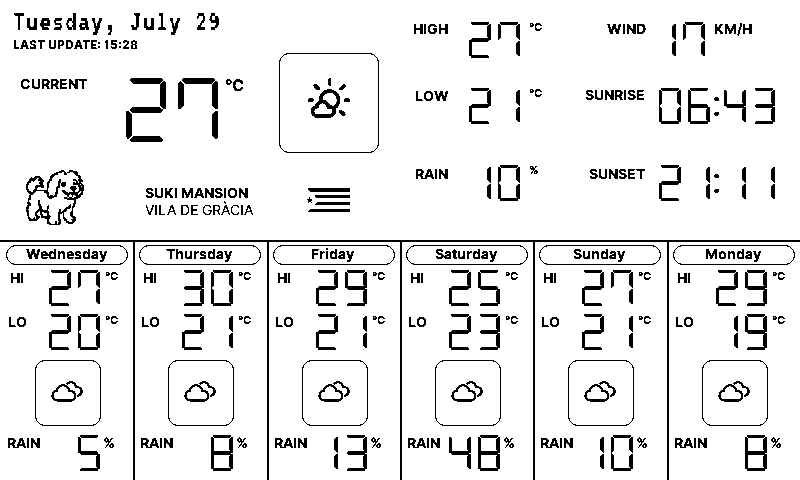 Tuesday, July 29
LAST UPDATE: 15:28
CURRENT 27 °C
SUKI MANSION
VILA DE GRÀCIA
HIGH 27 °C
WIND 17 KM/H
LOW 21 °C
SUNRISE 06:43
RAIN 10 %
SUNSET 21:11
Wednesday
HI 27 °C
LO 20 °C
RAIN 5 %
Thursday
HI 30 °C
LO 21 °C
RAIN 8 %
Friday
HI 29 °C
LO 21 °C
RAIN 13 %
Saturday
HI 25 °C
LO 23 °C
RAIN 48 %
Sunday
HI 27 °C
LO 21 °C
RAIN 10 %
Monday
HI 29 °C
LO 19 °C
RAIN 8 %